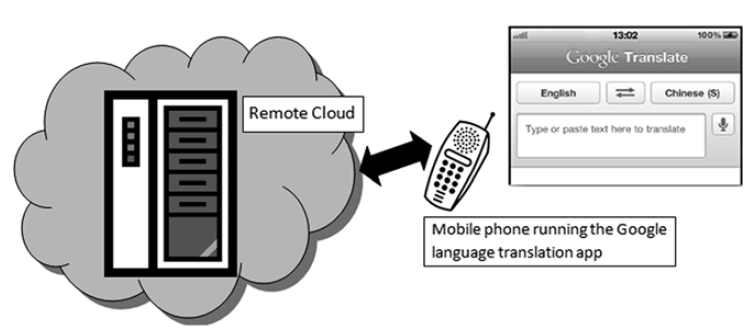 Remote Cloud
13:02
100%
Google Translate
English
Chinese (S)
Type or paste text here to translate
Mobile phone running the Google
language translation app